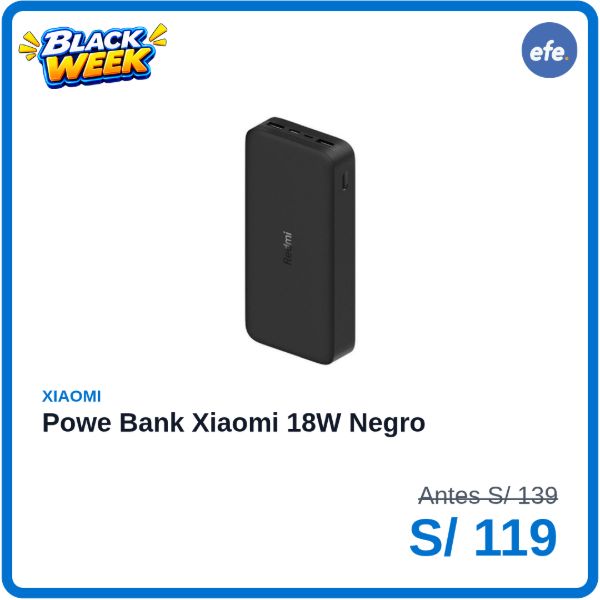 BLACK
WEEK
efe.
Redmi
XIAOMI
Powe Bank Xiaomi 18W Negro
Antes S/ 139
S/ 119